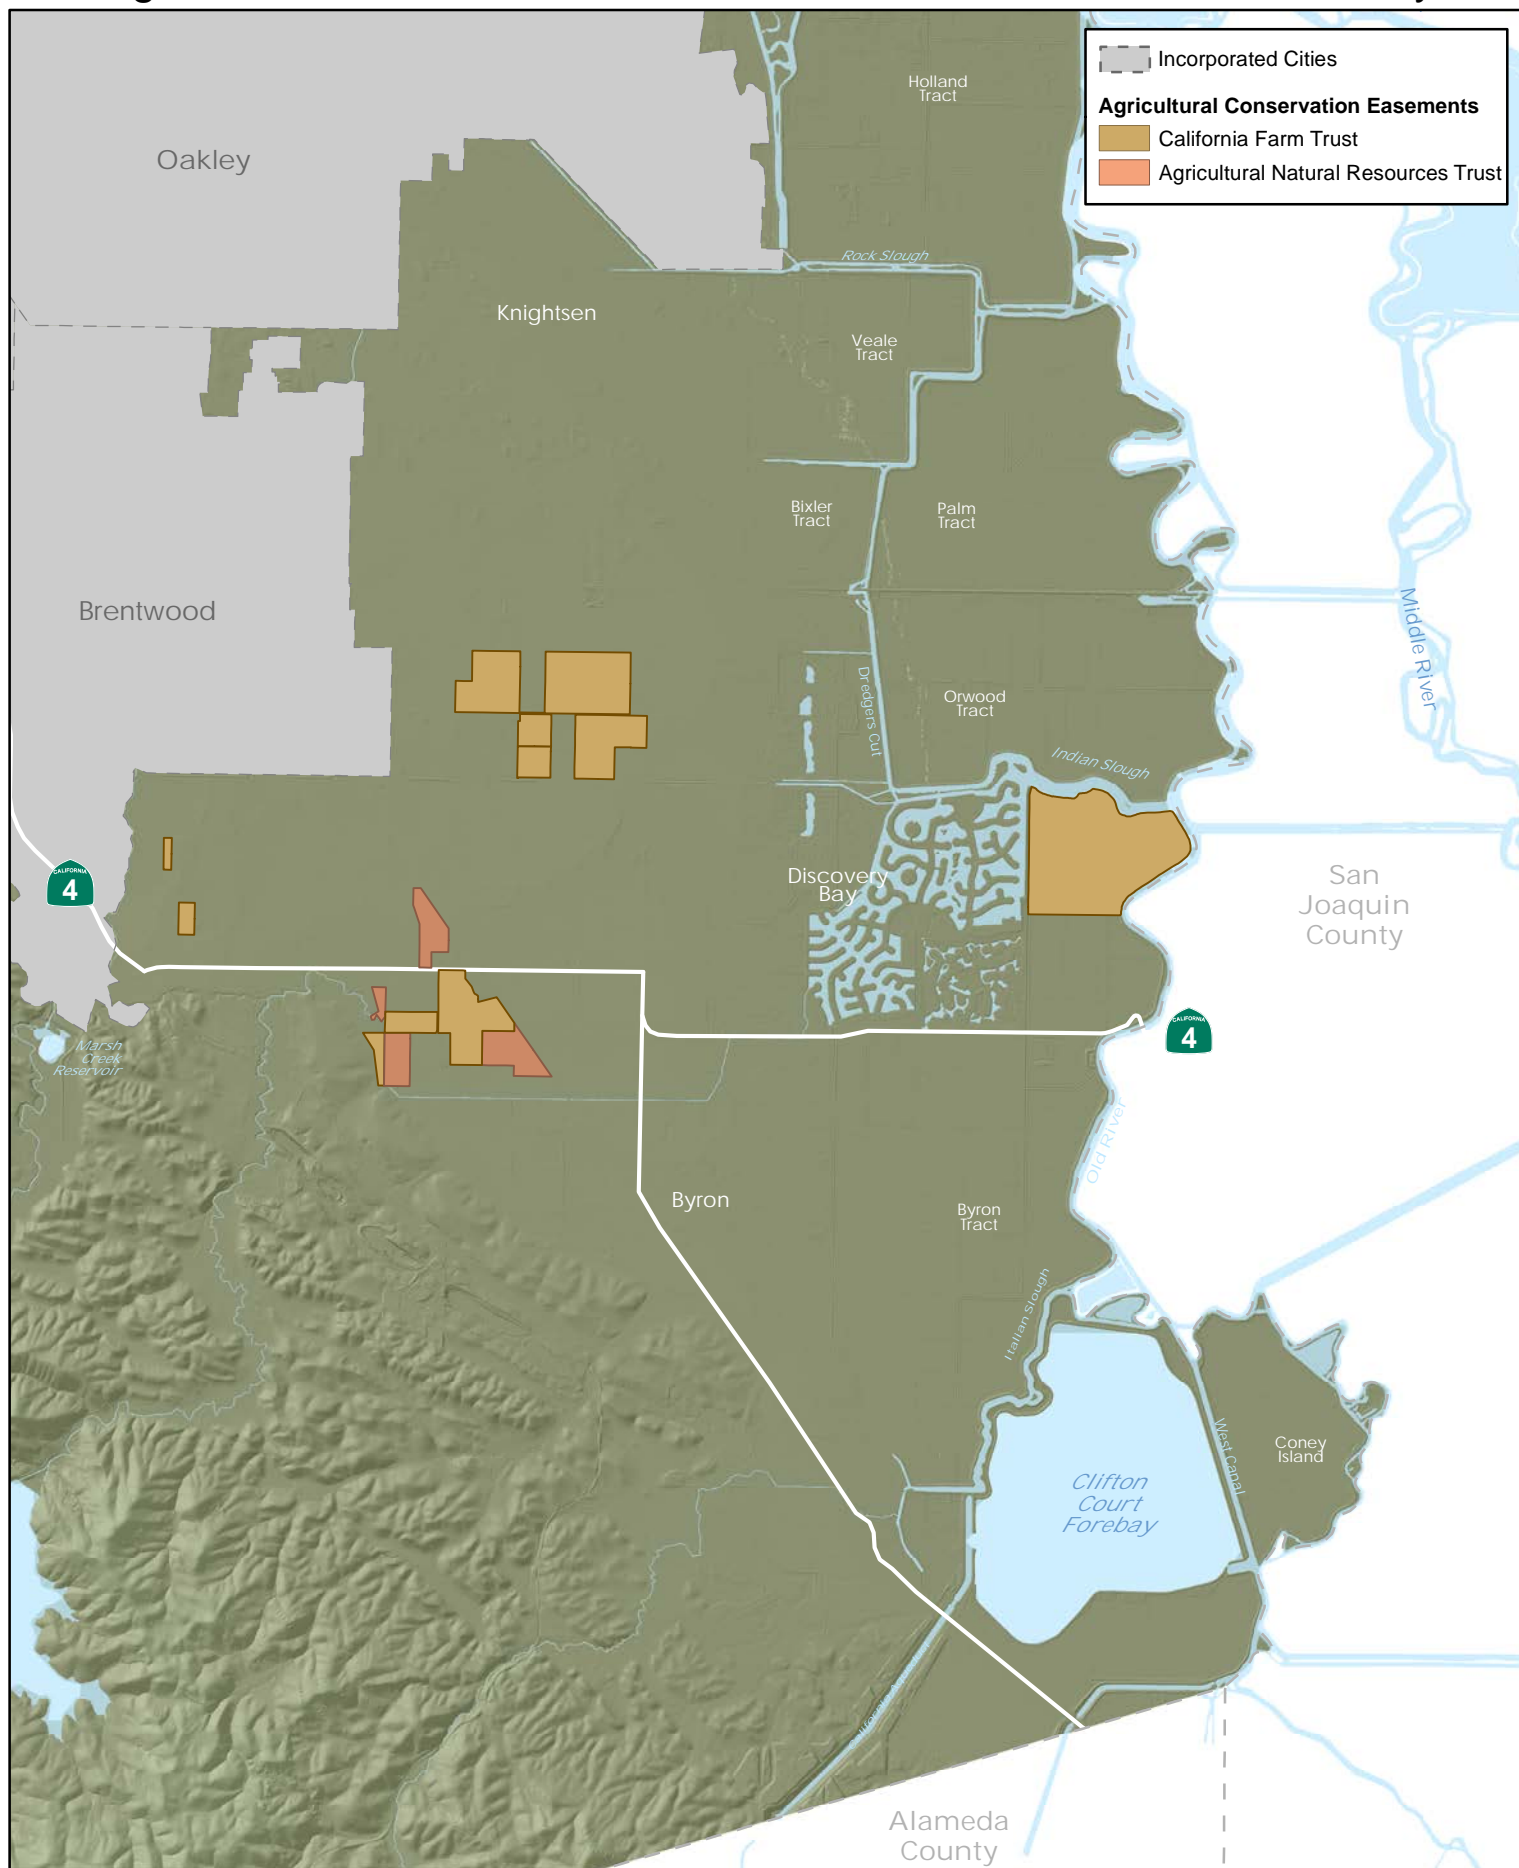 Incorporated Cities
Agricultural Conservation Easements
California Farm Trust
Agricultural Natural Resources Trust
Holland
Tract
Oakley
Rock Slough
Knightsen
Veale
Tract
Bixler
Tract
Palm
Tract
Brentwood
Middle River
Dredgers Cut
Orwood
Tract
Indian Slough
CALIFORNIA
4
Discovery
Bay
San
Joaquin
County
CALIFORNIA
4
Marsh
Creek
Reservoir
Old River
Byron
Byron
Tract
Italian Slough
West Canal
Coney
Island
Clifton
Court
Forebay
Alameda
County